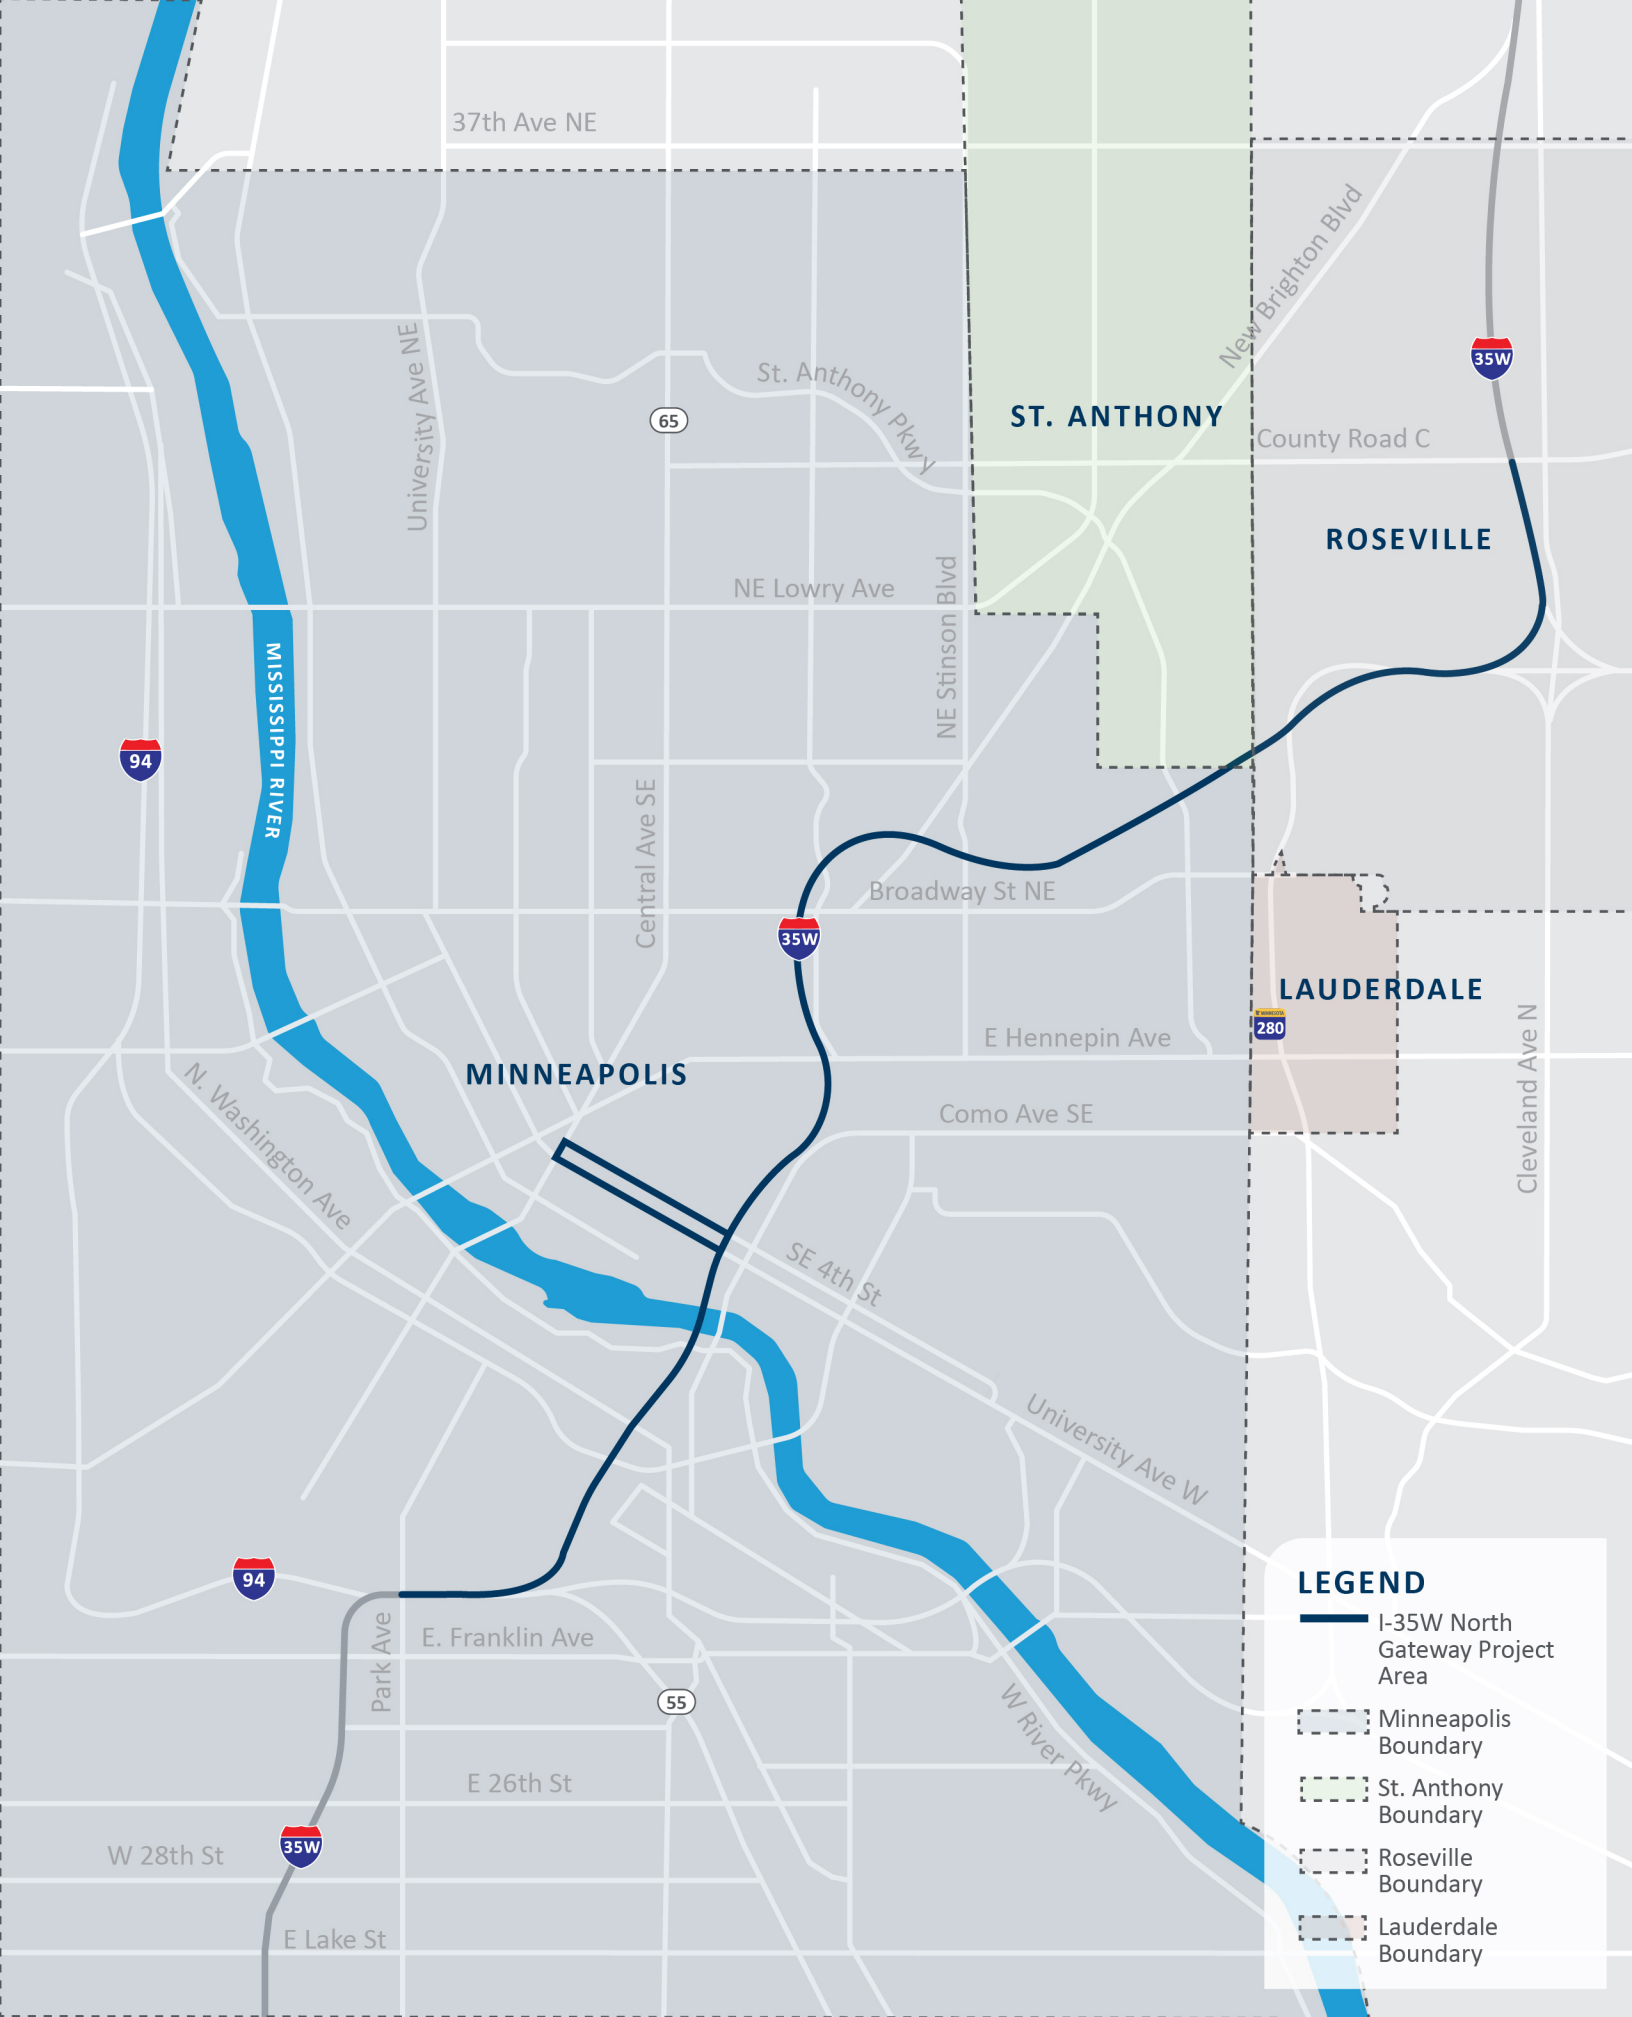 37th Ave NE
New Brighton Blvd
University Ave NE
35W
St. Anthony Pkwy
65
ST. ANTHONY
County Road C
ROSEVILLE
NE Lowry Ave
NE Stinson Blvd
MISSISSIPPI RIVER
94
Central Ave SE
Broadway St NE
35W
LAUDERDALE
MINNESOTA
280
E Hennepin Ave
Cleveland Ave N
MINNEAPOLIS
Como Ave SE
N. Washington Ave
SE 4th St
University Ave W
94
LEGEND
I-35W North
Gateway Project
Area
Minneapolis
Boundary
St. Anthony
Boundary
Roseville
Boundary
Lauderdale
Boundary
Park Ave
E. Franklin Ave
55
W River Pkwy
E 26th St
35W
W 28th St
E Lake St